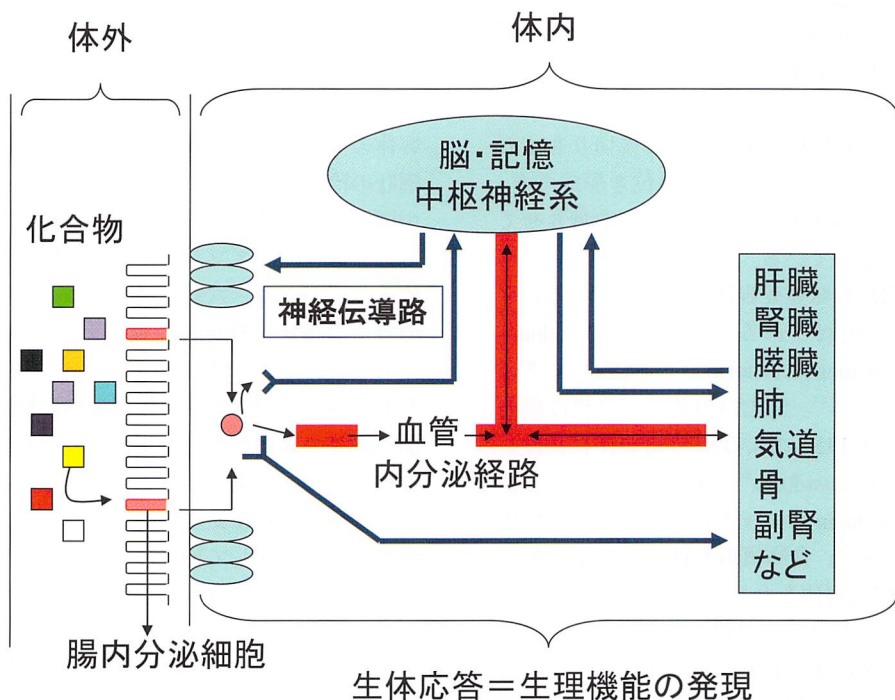 体外
体内
脳・記憶
中枢神経系
化合物
神経伝導路
肝臓
腎臓
膵臓
肺
気道
骨
副腎
など
血管
内分泌経路
腸内分泌細胞
生体応答＝生理機能の発現